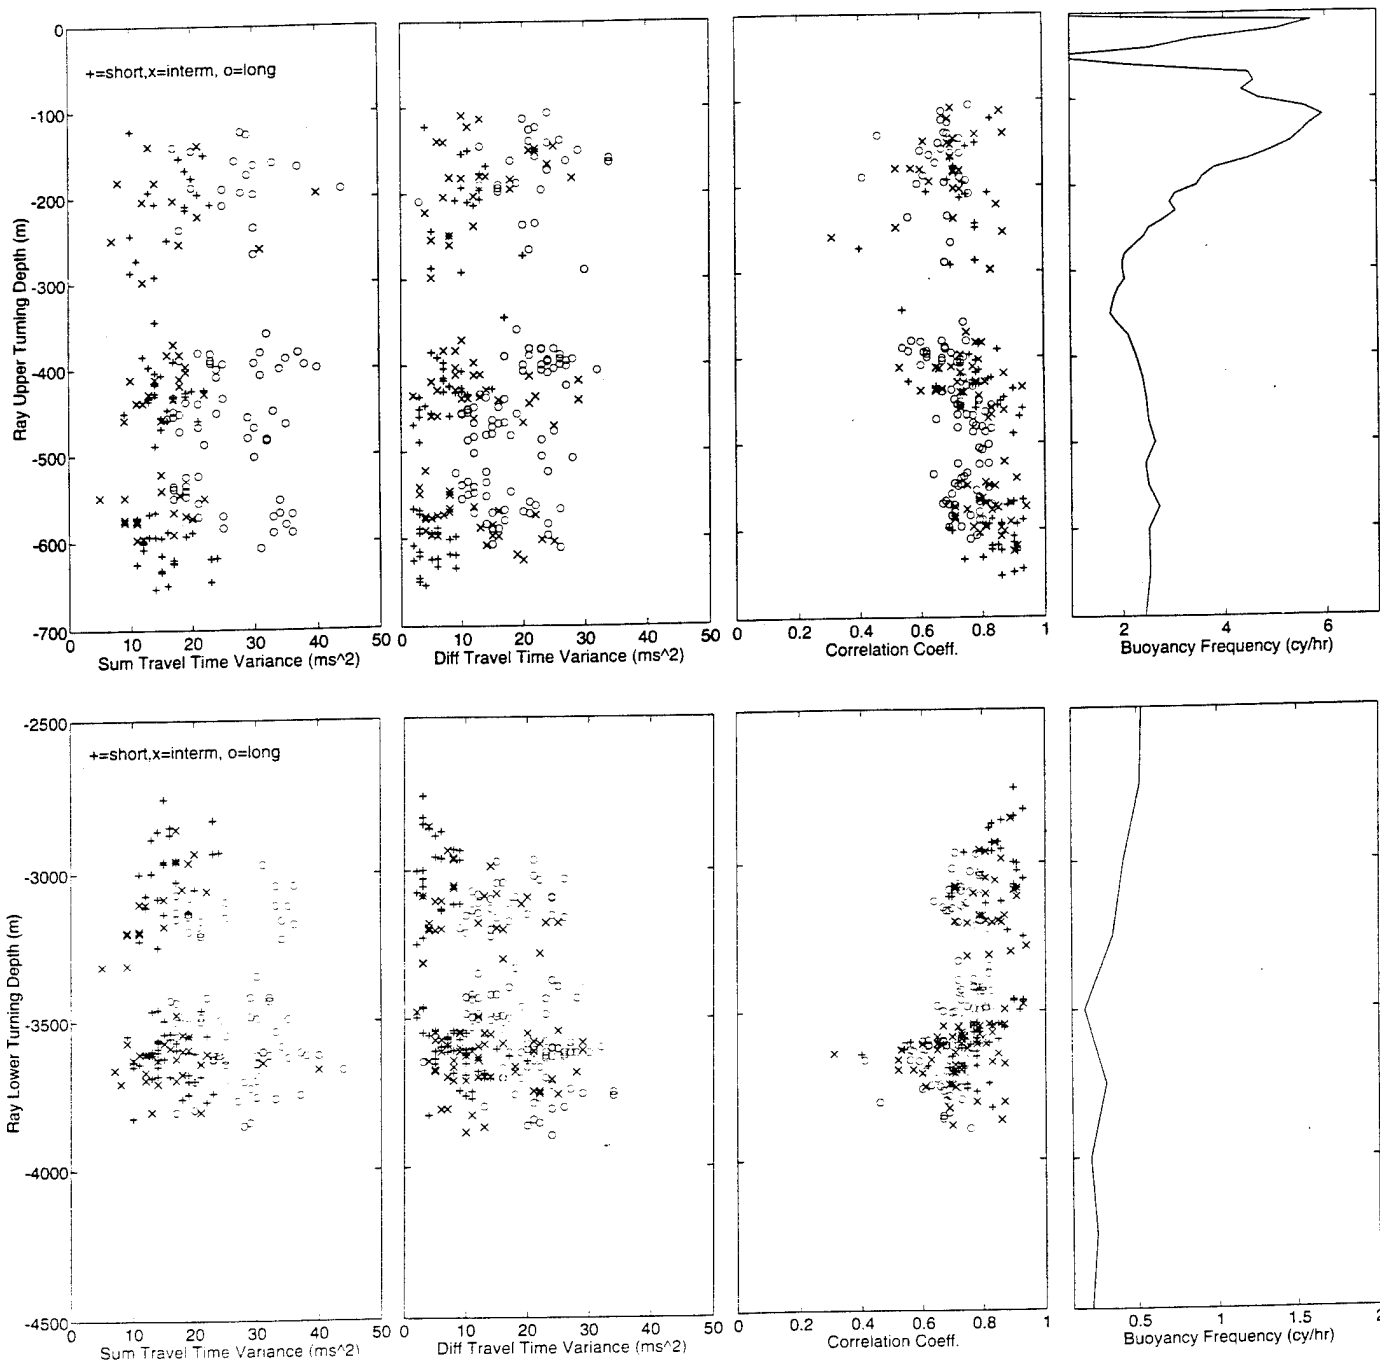 0
-100
-200
-300
-400
-500
-600
-700
Ray Upper Turning Depth (m)
+=short,x=interm, o=long
0 10 20 30 40 50
Sum Travel Time Variance (ms^2)
0 10 20 30 40 50
Diff Travel Time Variance (ms^2)
0 0.2 0.4 0.6 0.8 1
Correlation Coeff.
2 4 6
Buoyancy Frequency (cy/hr)
-2500
-3000
-3500
-4000
-4500
Ray Lower Turning Depth (m)
+=short,x=interm, o=long
0 10 20 30 40 50
Sum Travel Time Variance (ms^2)
0 10 20 30 40 50
Diff Travel Time Variance (ms^2)
0 0.2 0.4 0.6 0.8 1
Correlation Coeff.
0.5 1 1.5 2
Buoyancy Frequency (cy/hr)